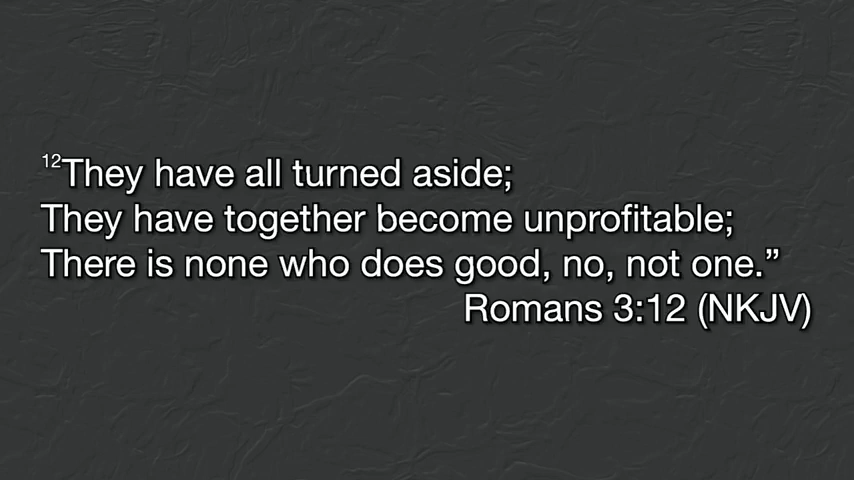 12They have all turned aside;
They have together become unprofitable;
There is none who does good, no, not one.”
Romans 3:12 (NKJV)